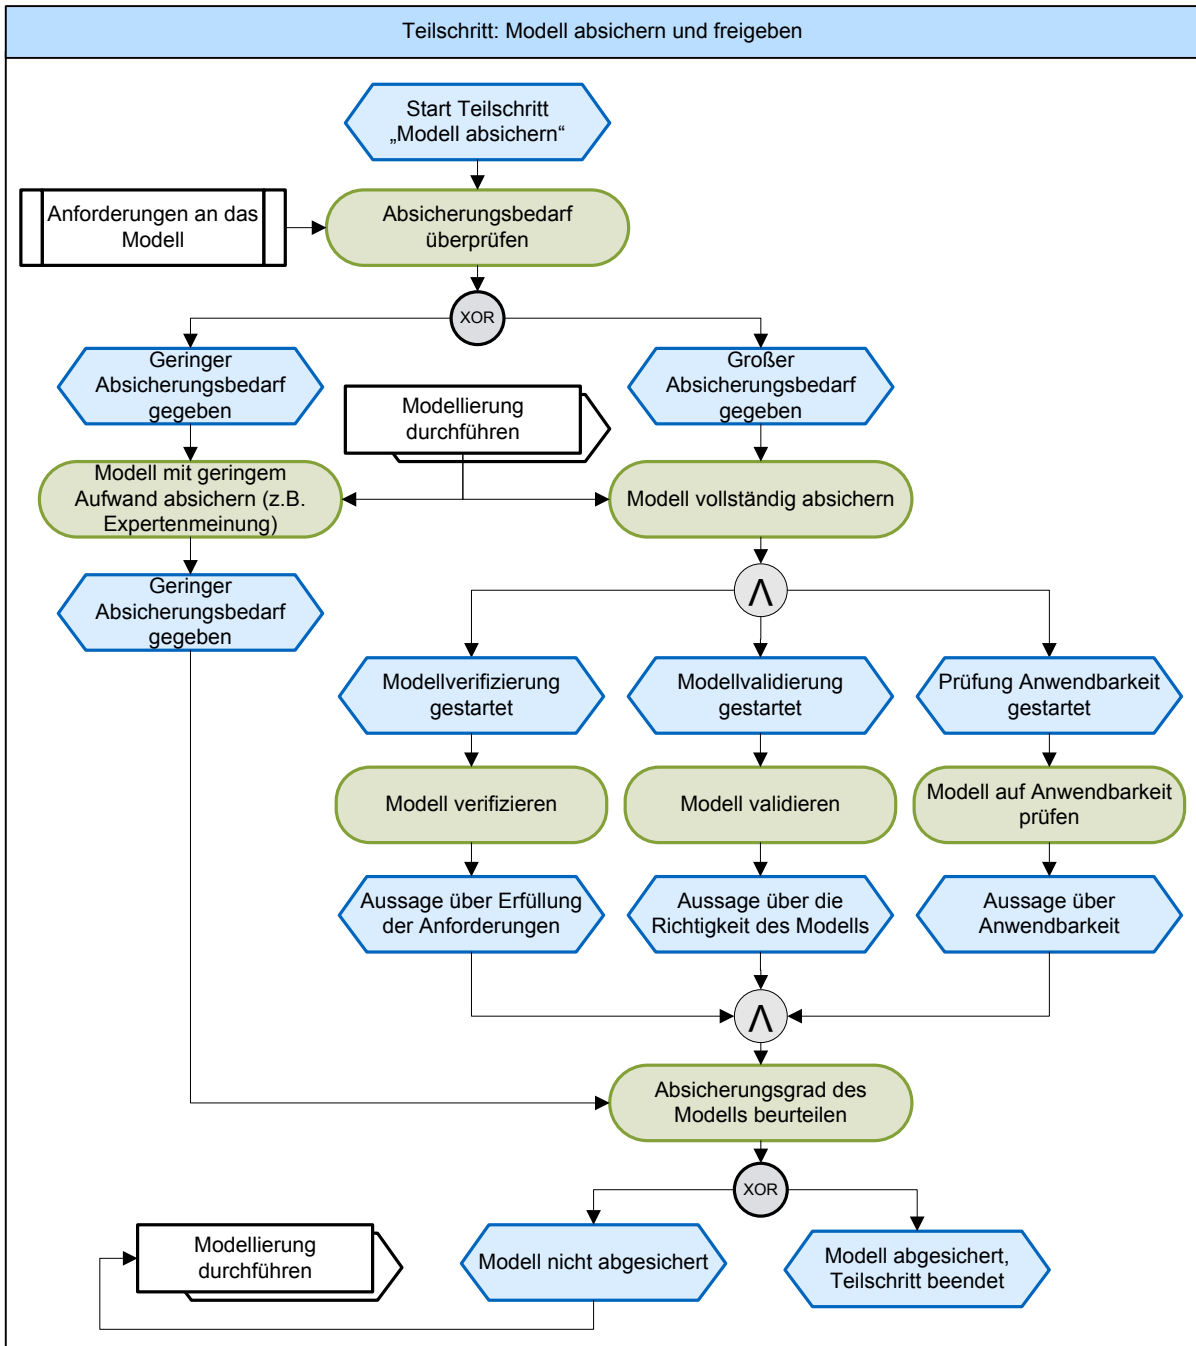 Teilschritt: Modell absichern und freigeben
Start Teilschritt
„Modell absichern“
Anforderungen an das
Modell
Absicherungsbedarf
überprüfen
XOR
Geringer
Absicherungsbedarf
gegeben
Modellierung
durchführen
Großer
Absicherungsbedarf
gegeben
Modell mit geringem
Aufwand absichern (z.B.
Expertenmeinung)
Modell vollständig absichern
Geringer
Absicherungsbedarf
gegeben
Λ
Modellverifizierung
gestartet
Modellvalidierung
gestartet
Prüfung Anwendbarkeit
gestartet
Modell verifizieren
Modell validieren
Modell auf Anwendbarkeit
prüfen
Aussage über Erfüllung
der Anforderungen
Aussage über die
Richtigkeit des Modells
Aussage über
Anwendbarkeit
Λ
Absicherungsgrad des
Modells beurteilen
XOR
Modellierung
durchführen
Modell nicht abgesichert
Modell abgesichert,
Teilschritt beendet